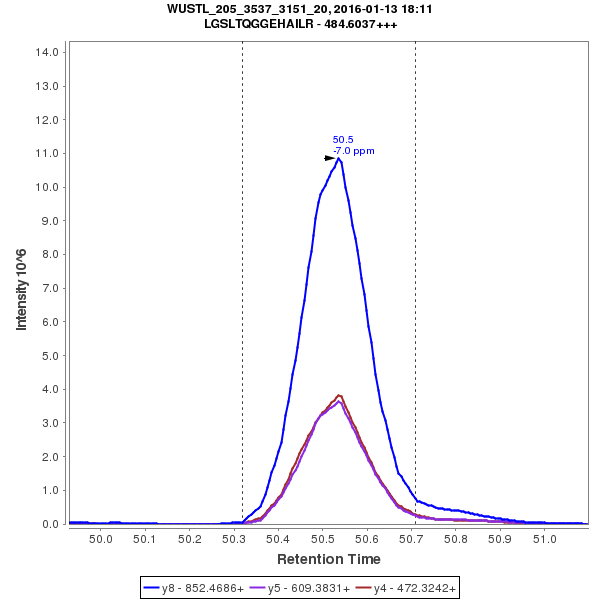 WUSTL_205_3537_3151_20, 2016-01-13 18:11
LGSLTQGGEHAILR - 484.6037+++
14.0
13.0
12.0
11.0
10.0
9.0
8.0
7.0
6.0
5.0
4.0
3.0
2.0
1.0
0.0
Intensity 10^6
50.5
-7.0 ppm
50.0 50.1 50.2 50.3 50.4 50.5 50.6 50.7 50.8 50.9 51.0
Retention Time
y8 - 852.4686+ y5 - 609.3831+ y4 - 472.3242+